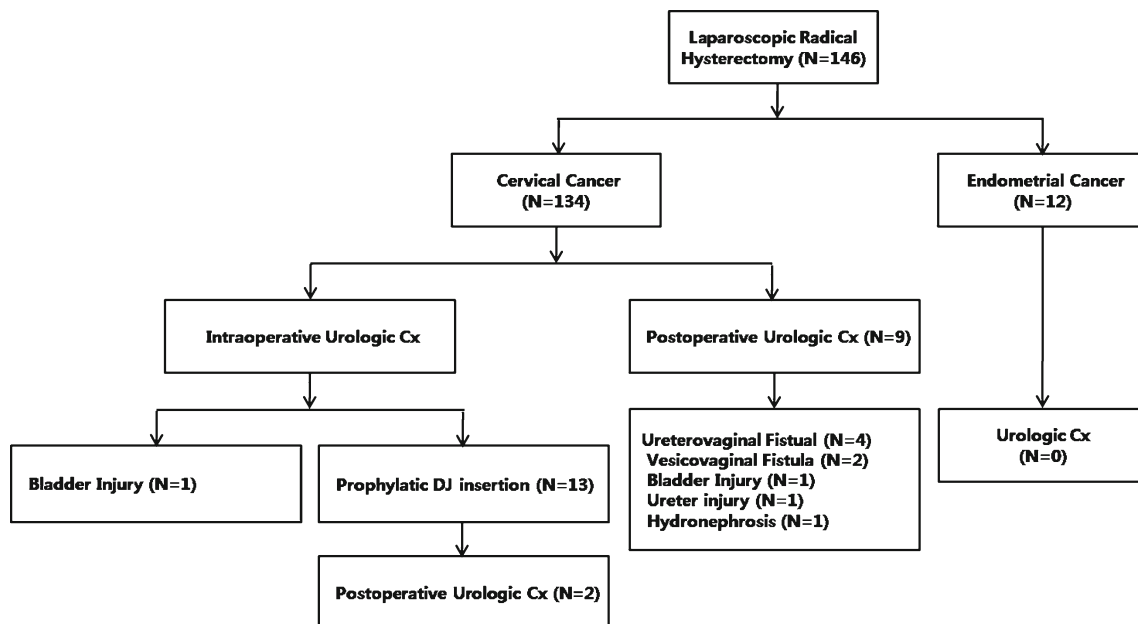 Laparoscopic Radical
Hysterectomy (N=146)
Cervical Cancer
(N=134)
Endometrial Cancer
(N=12)
Intraoperative Urologic Cx
Postoperative Urologic Cx (N=9)
Bladder Injury (N=1)
Prophylatic DJ insertion (N=13)
Ureterovaginal Fistual (N=4)
Vesicovaginal Fistula (N=2)
Bladder Injury (N=1)
Ureter injury (N=1)
Hydronephrosis (N=1)
Urologic Cx
(N=0)
Postoperative Urologic Cx (N=2)